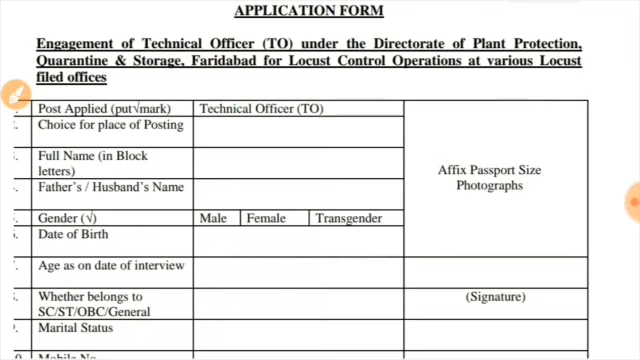 APPLICATION FORM
Engagement of Technical Officer (TO) under the Directorate of Plant Protection,
Quarantine & Storage, Faridabad for Locust Control Operations at various Locust
filed offices
Post Applied (put√mark) Technical Officer (TO)
Choice for place of Posting
Full Name (in Block
letters)
Affix Passport Size
Photographs
Father's / Husband's Name
Gender (√) Male Female Transgender
Date of Birth
Age as on date of interview
Whether belongs to
SC/ST/OBC/General
(Signature)
Marital Status
Mobile No